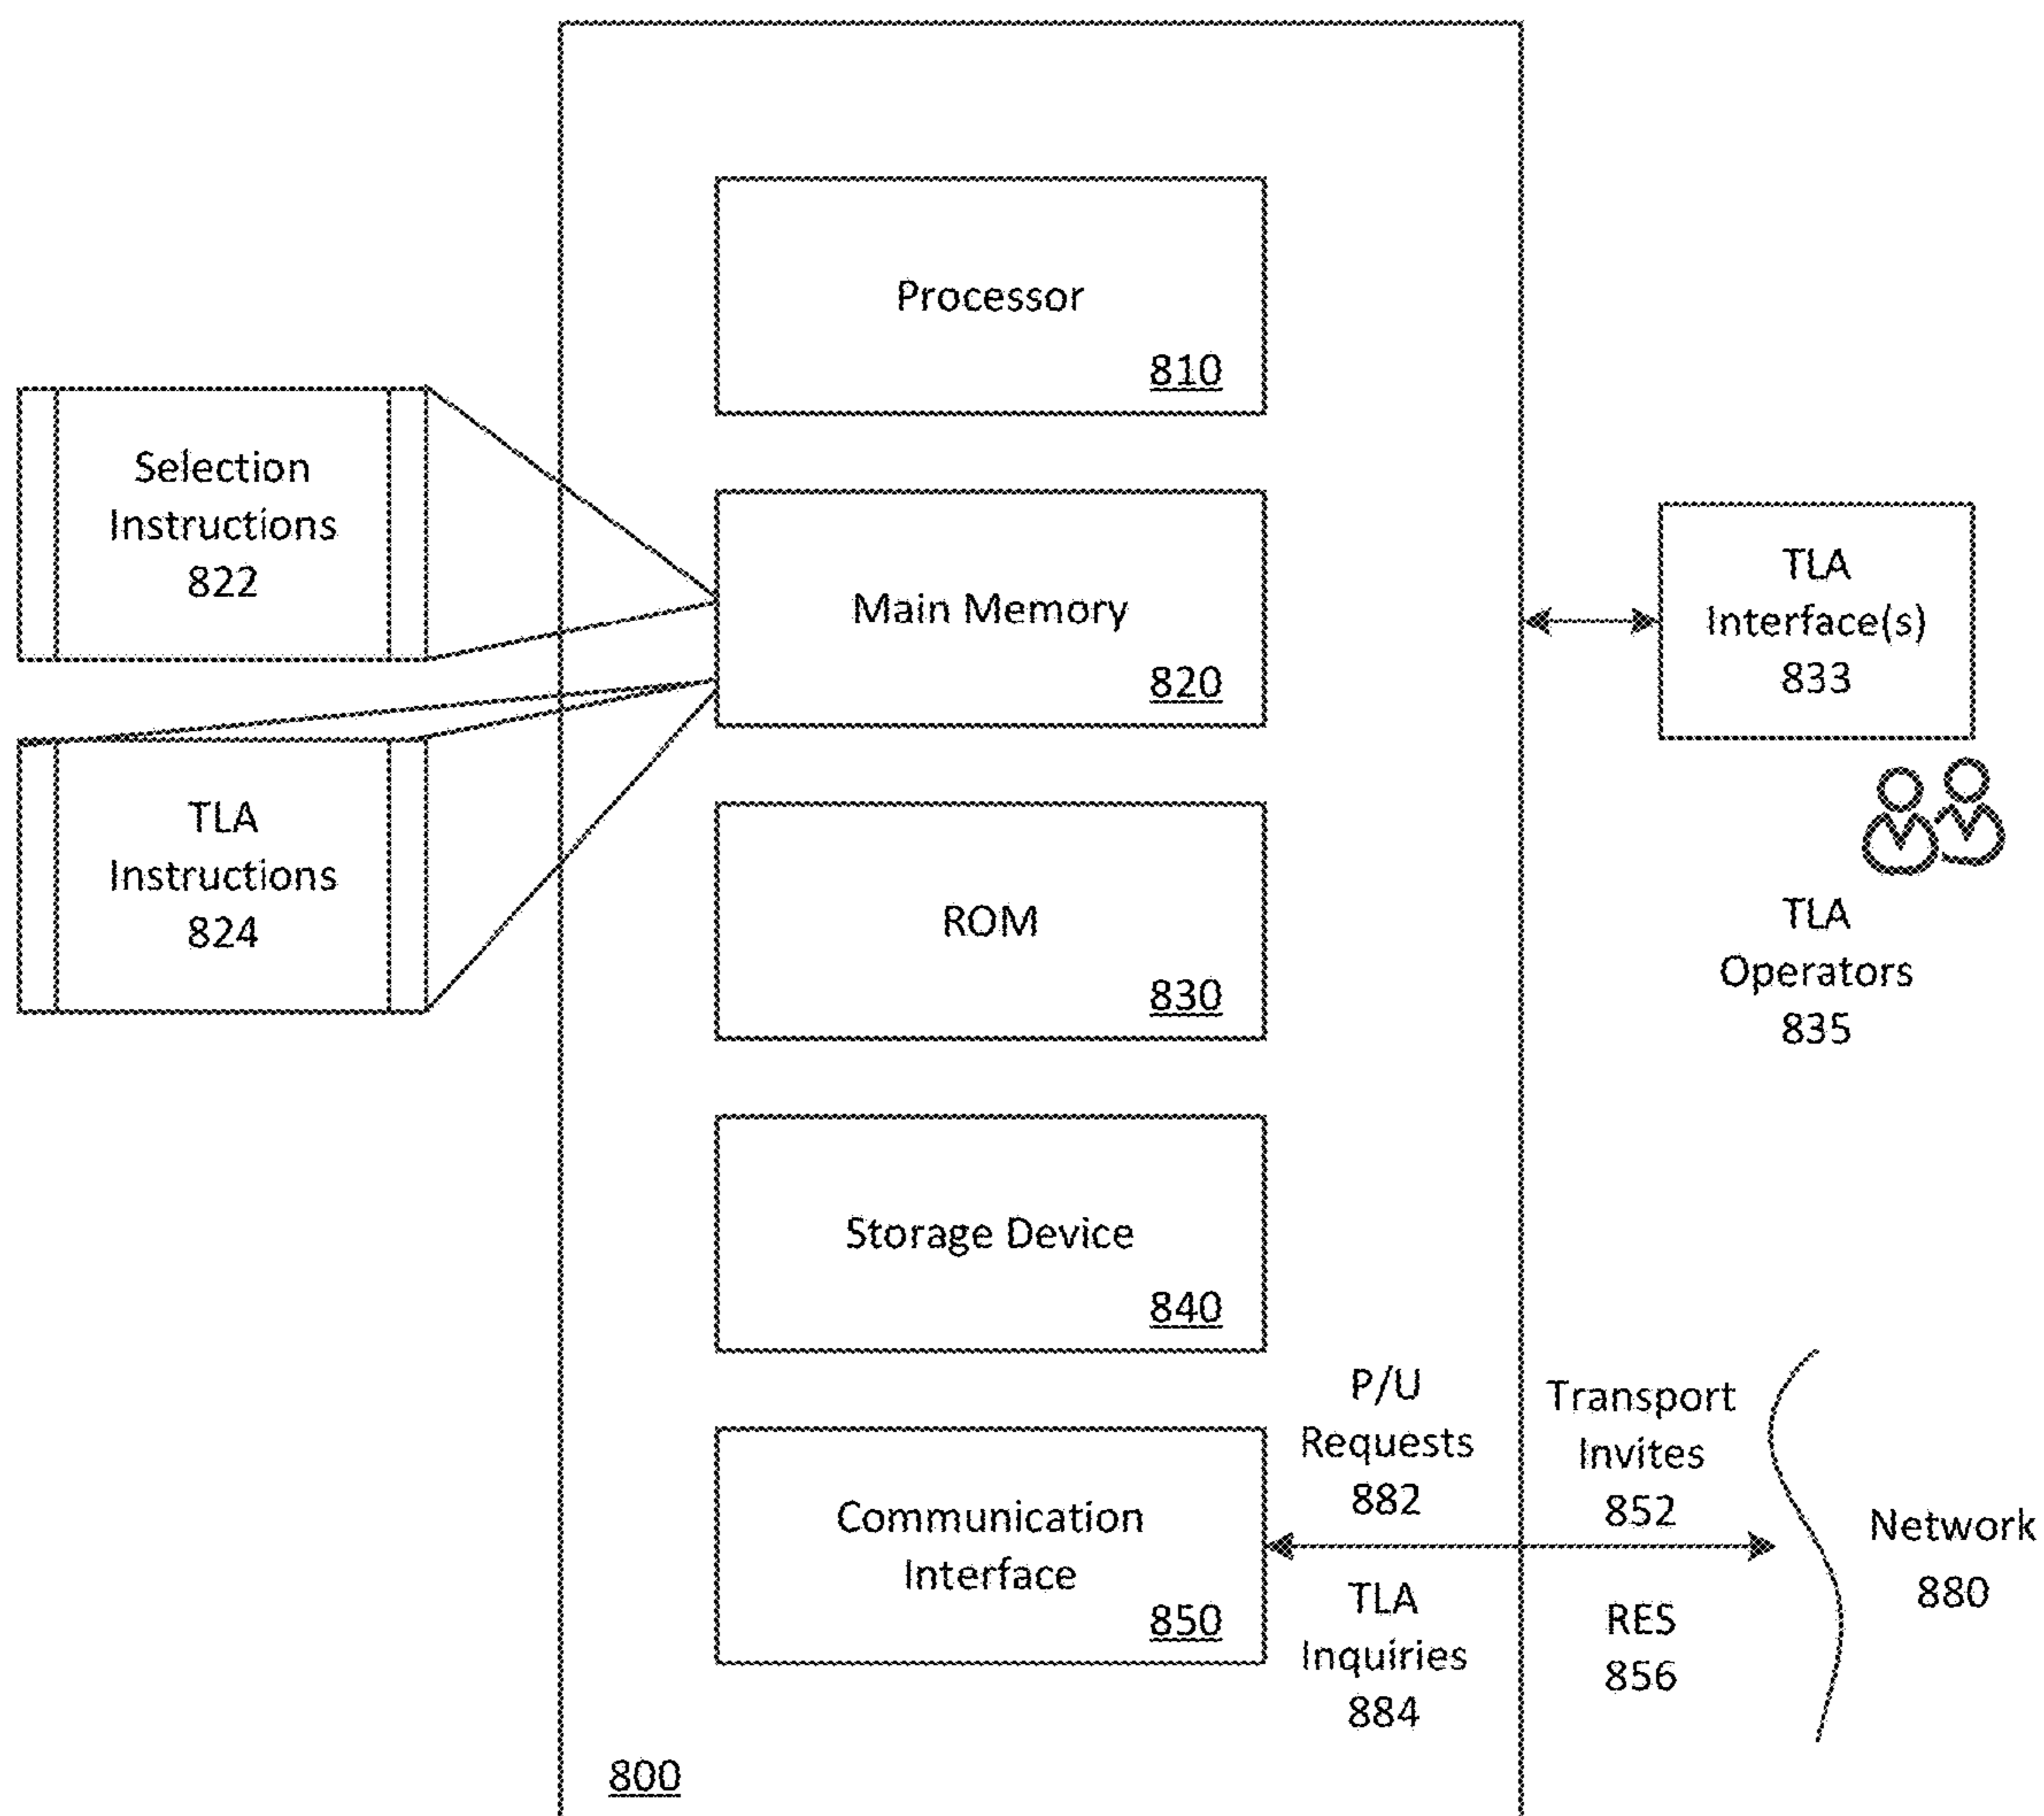 Processor
810
Selection
Instructions
822
Main Memory
820
TLA
Interface(s)
833
TLA
Instructions
824
ROM
830
TLA
Operators
835
Storage Device
840
P/U
Requests
882
Transport
Invites
852
Communication
Interface
850
Network
880
TLA
Inquiries
884
RES
856
800